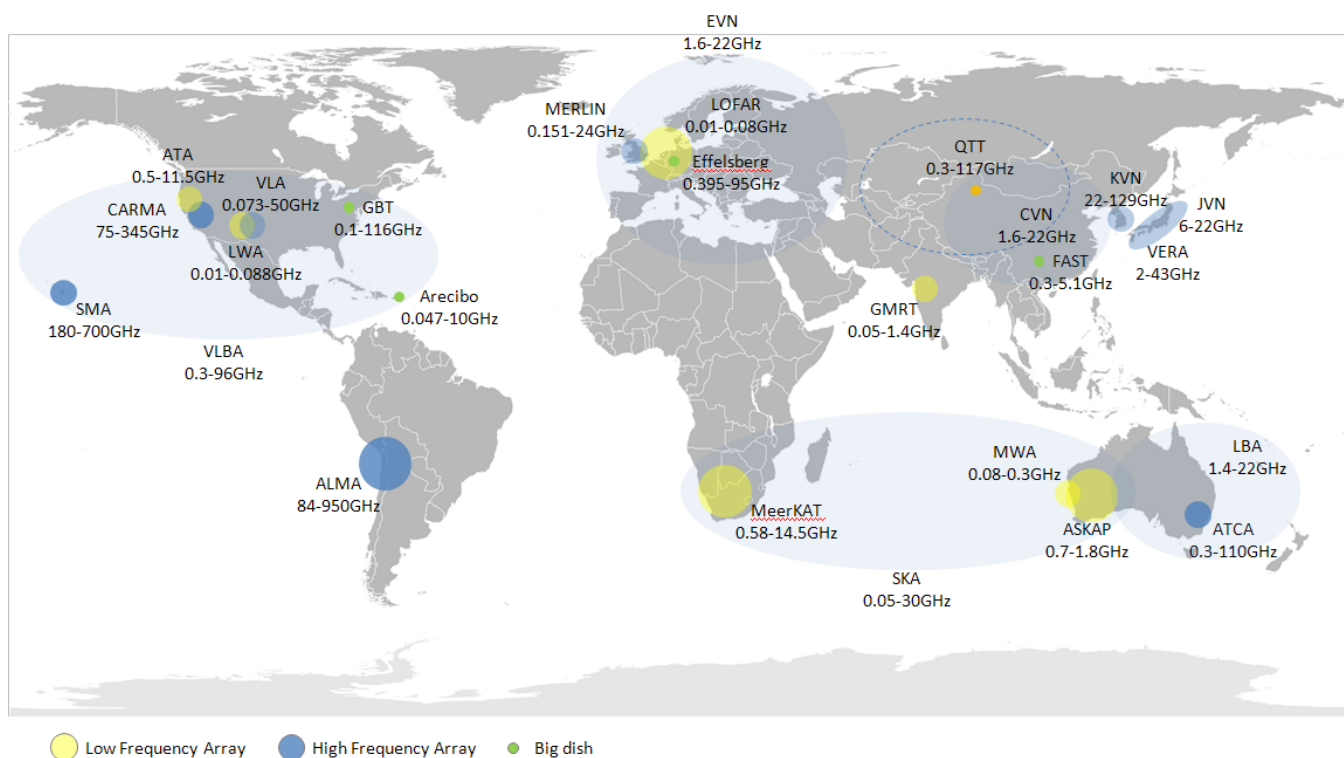 EVN
1.6-22GHz
MERLIN
0.151-24GHz
LOFAR
0.01-0.08GHz
Effelsberg
0.395-95GHz
QTT
0.3-117GHz
ATA
0.5-11.5GHz
VLA
0.073-50GHz
CARMA
75-345GHz
GBT
0.1-116GHz
LWA
0.01-0.088GHz
KVN
22-129GHz
JVN
6-22GHz
CVN
1.6-22GHz
VERA
2-43GHz
FAST
0.3-5.1GHz
SMA
180-700GHz
Arecibo
0.047-10GHz
GMRT
0.05-1.4GHz
VLBA
0.3-96GHz
ALMA
84-950GHz
MeerKAT
0.58-14.5GHz
MWA
0.08-0.3GHz
LBA
1.4-22GHz
ASKAP
0.7-1.8GHz
ATCA
0.3-110GHz
SKA
0.05-30GHz
Low Frequency Array
High Frequency Array
Big dish